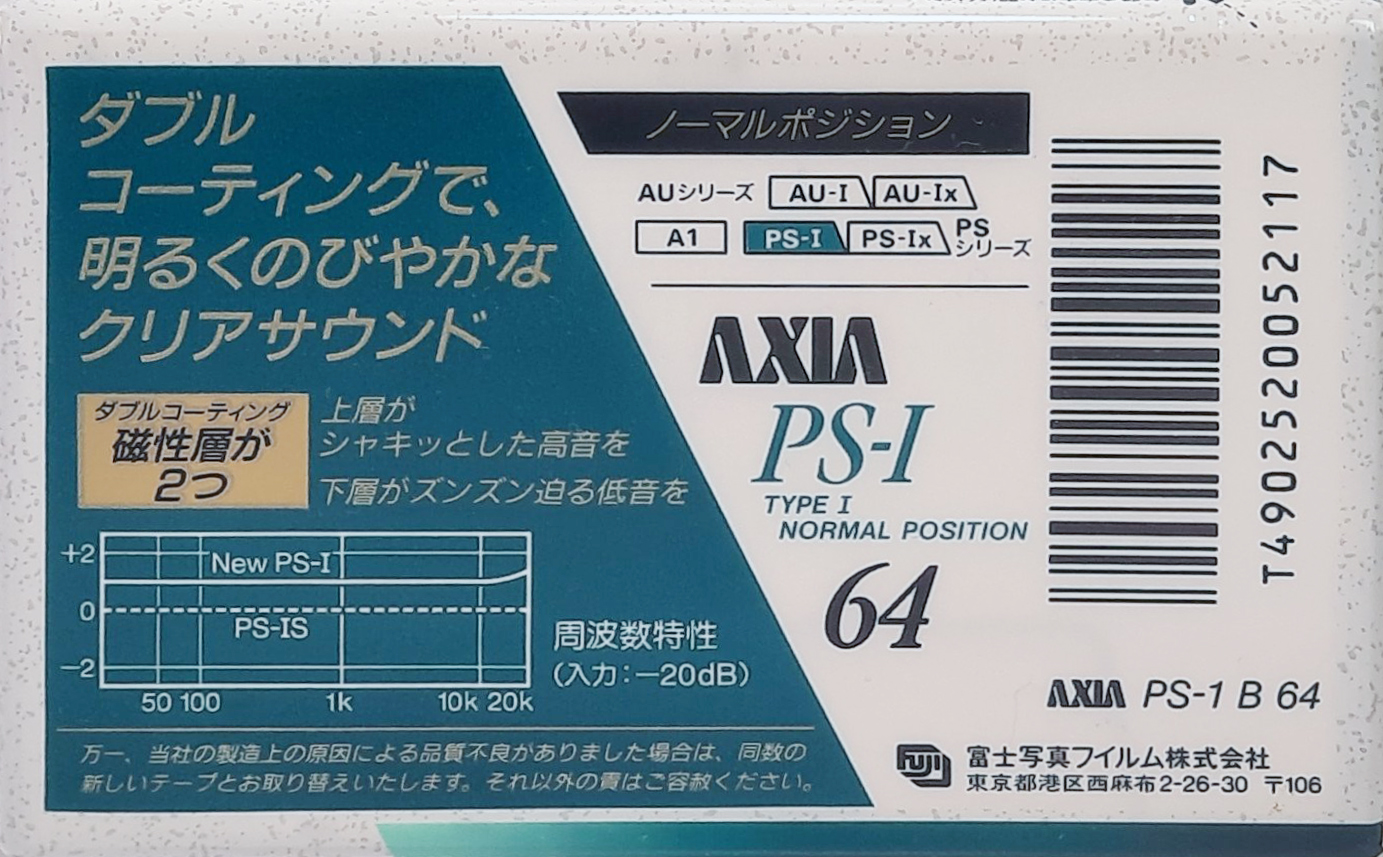 ダブル
コーティングで、
明るくのびやかな
クリアサウンド
ダブルコーティング
磁性層が
2つ
上層が
シャキッとした高音を
下層がズンズン迫る低音を
+2
New PS-I
0
PS-IS
−2
50 100 1k 10k 20k
周波数特性
(入力:−20dB)
万一、当社の製造上の原因による品質不良がありました場合は、同数の
新しいテープとお取り替えいたします。それ以外の責はご容赦ください。
ノーマルポジション
AUシリーズ AU-I AU-Ix
A1 PS-I PS-Ix PSシリーズ
AXIA
PS-I
TYPE I
NORMAL POSITION
64
T4902520052117
AXIA PS-1 B 64
FUJI 富士写真フイルム株式会社
東京都港区西麻布2-26-30 〒106